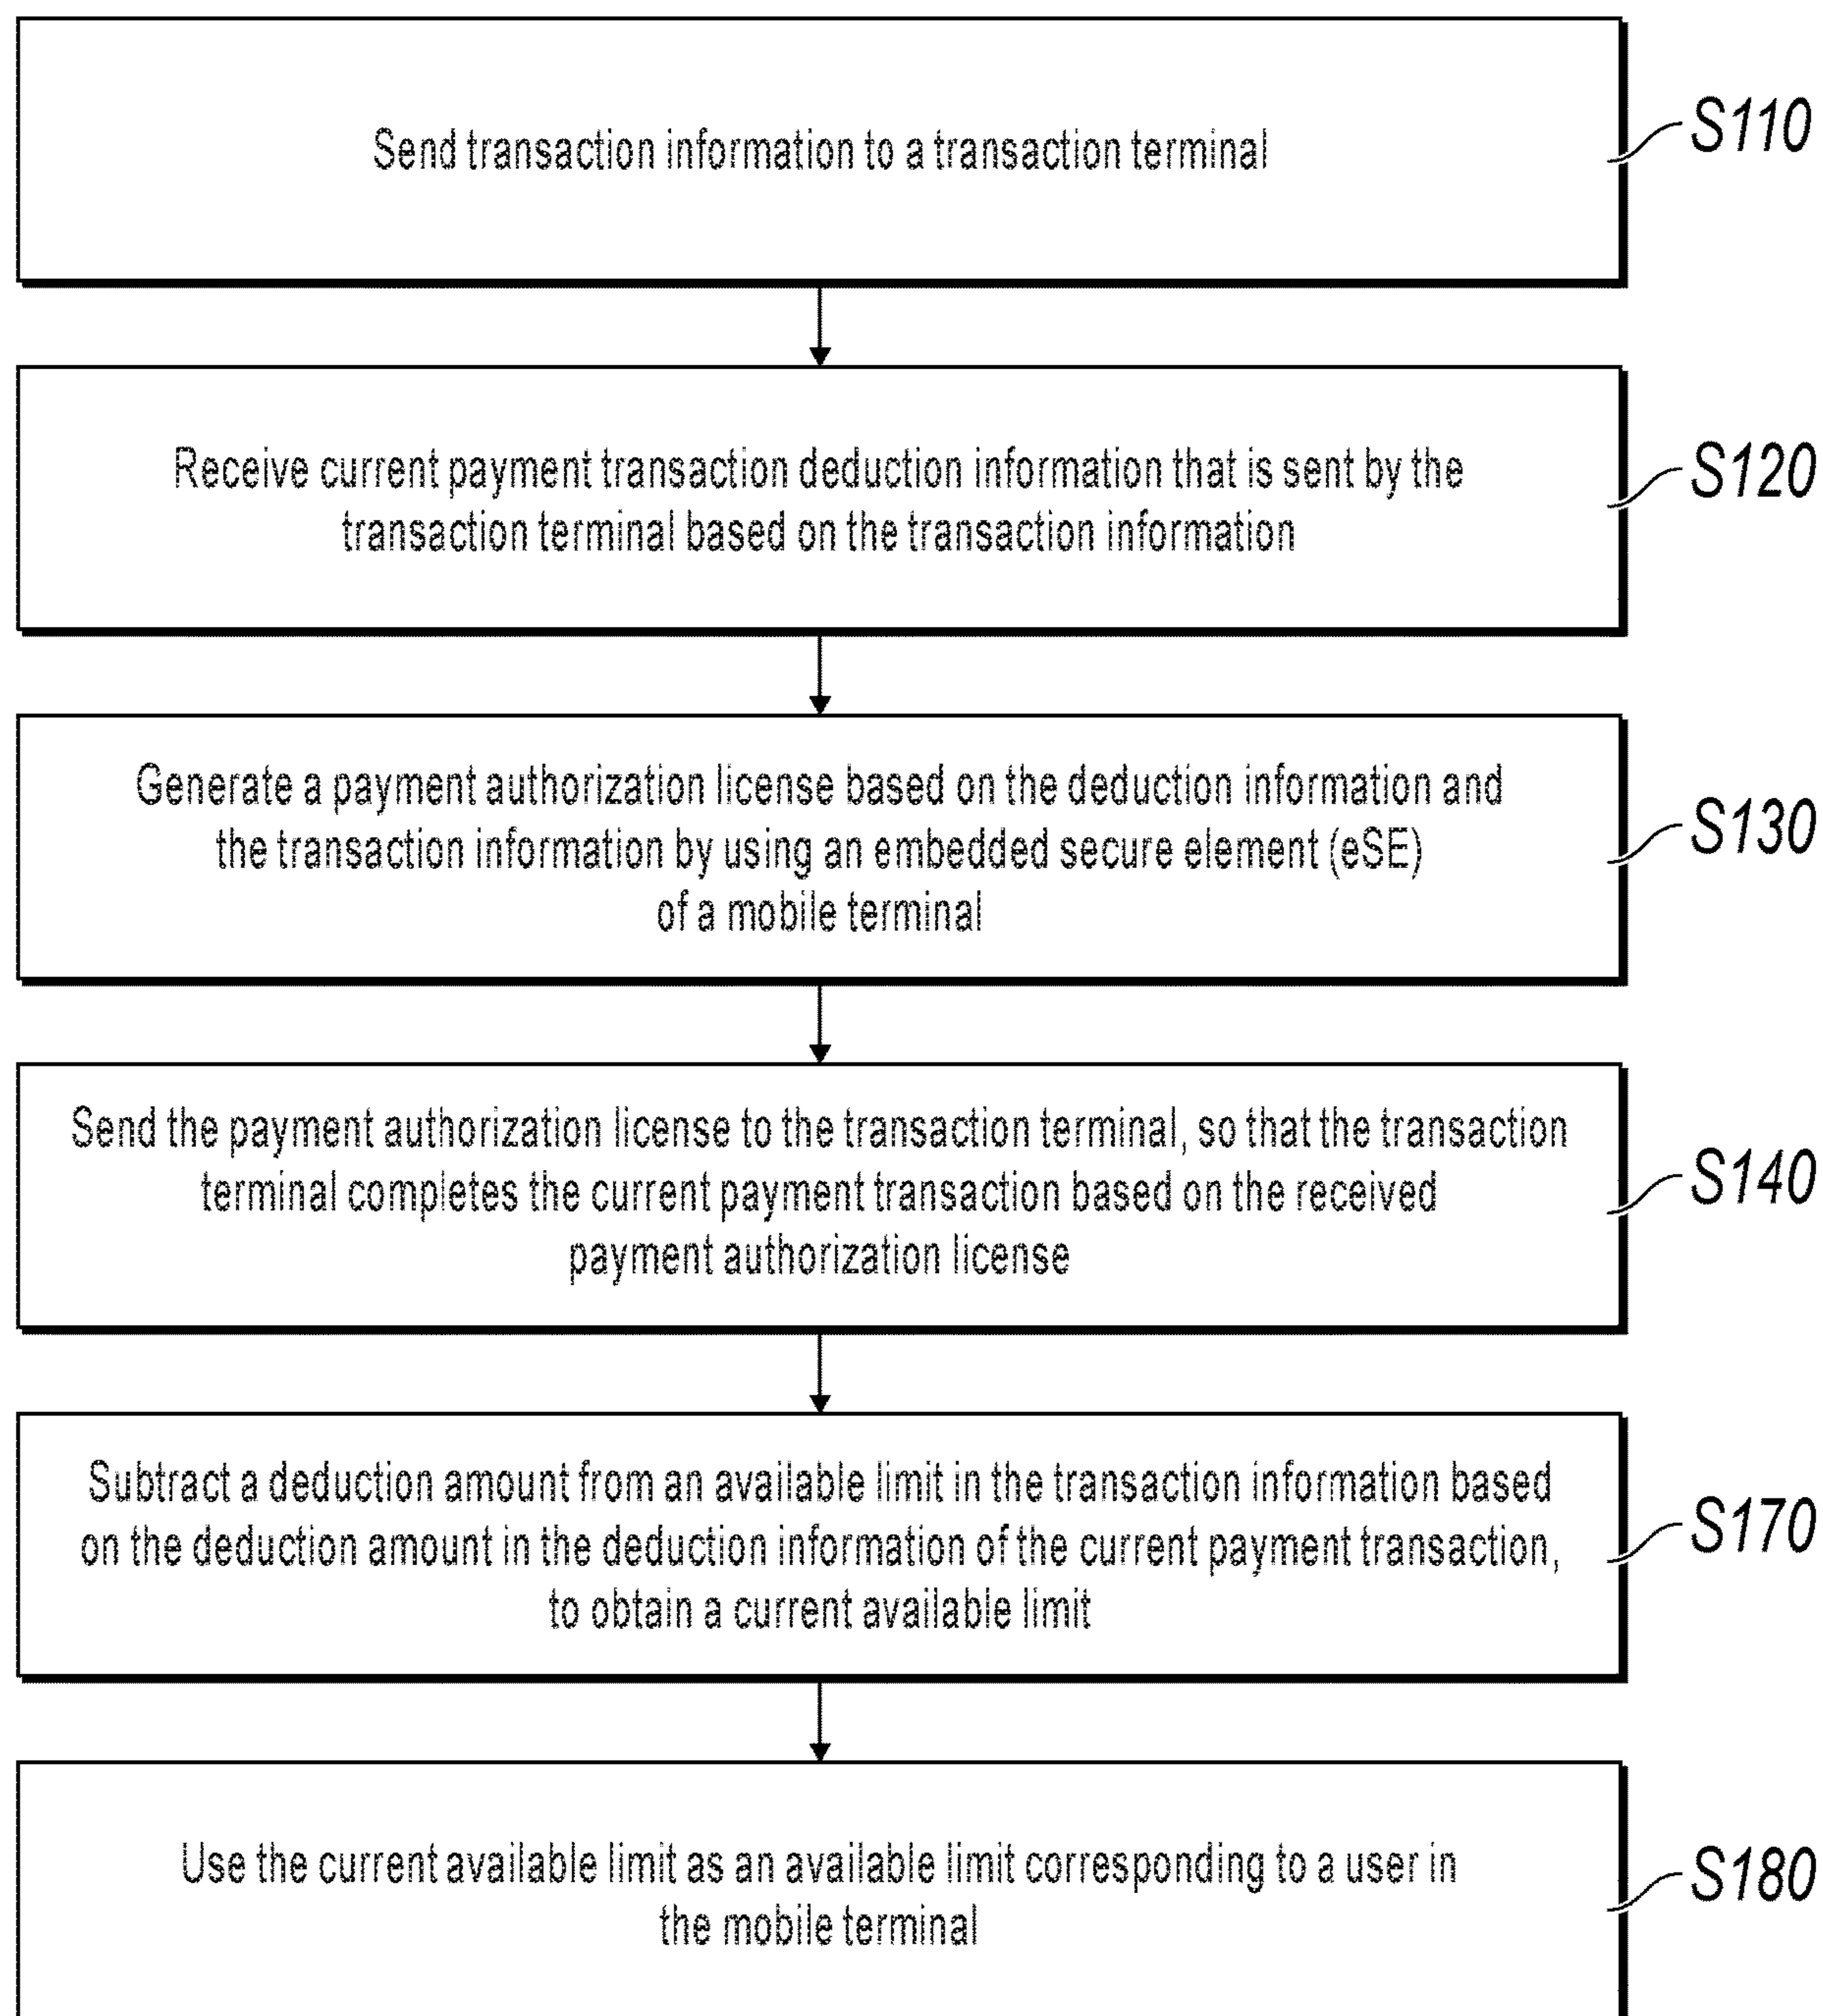 Send transaction information to a transaction terminal
S110
Receive current payment transaction deduction information that is sent by the
transaction terminal based on the transaction information
S120
Generate a payment authorization license based on the deduction information and
the transaction information by using an embedded secure element (eSE)
of a mobile terminal
S130
Send the payment authorization license to the transaction terminal, so that the transaction
terminal completes the current payment transaction based on the received
payment authorization license
S140
Subtract a deduction amount from an available limit in the transaction information based
on the deduction amount in the deduction information of the current payment transaction,
to obtain a current available limit
S170
Use the current available limit as an available limit corresponding to a user in
the mobile terminal
S180